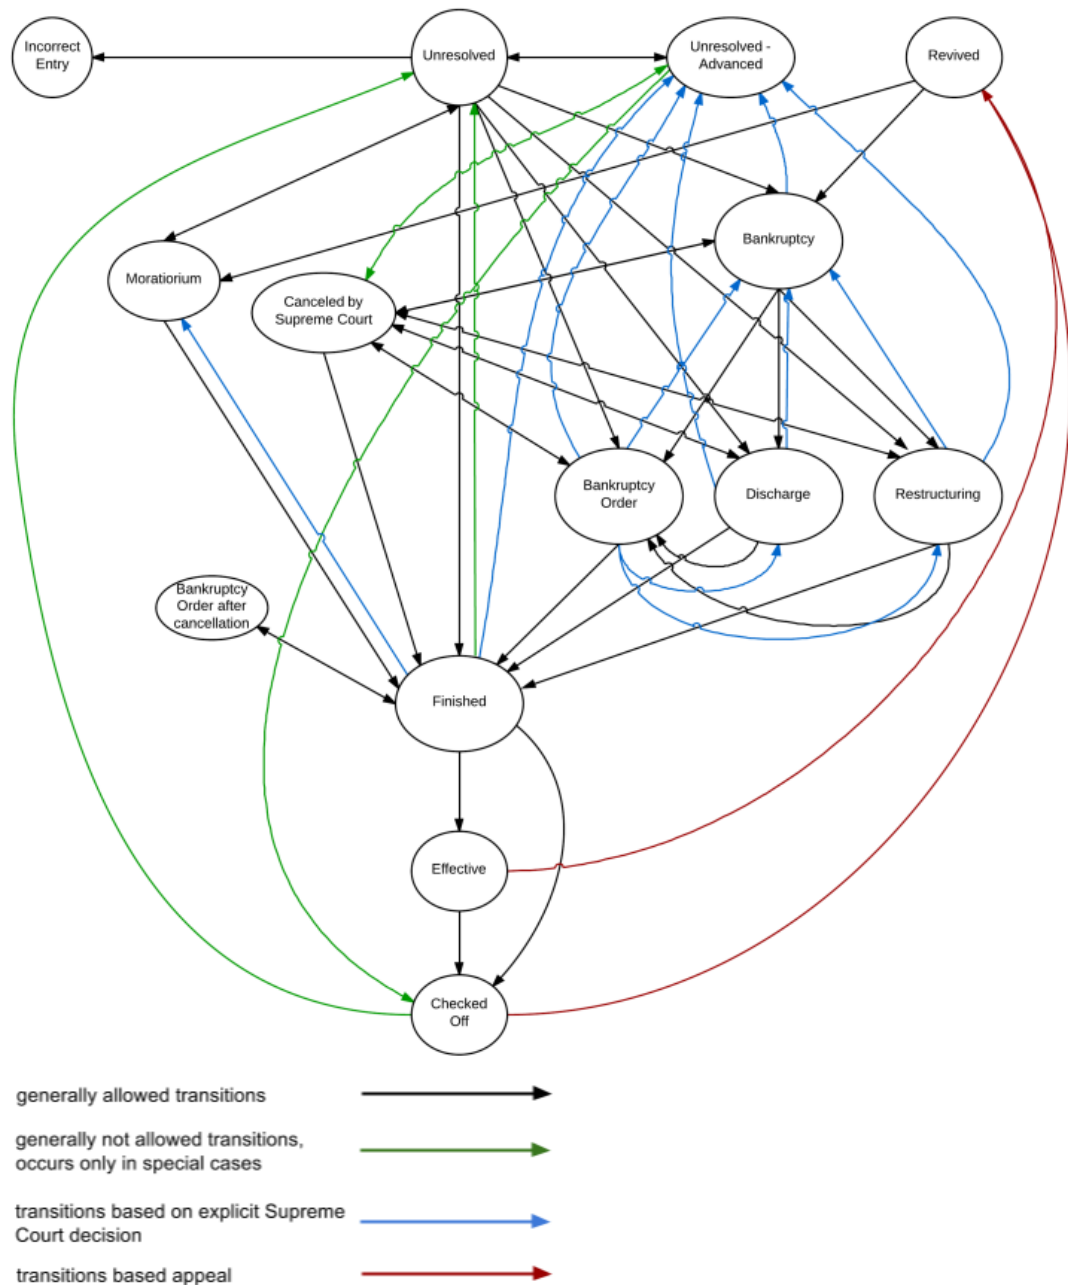 Incorrect
Entry
Unresolved
Unresolved -
Advanced
Revived
Bankruptcy
Moratiorium
Canceled by
Supreme Court
Bankruptcy
Order
Discharge
Restructuring
Bankruptcy
Order after
cancellation
Finished
Effective
Checked
Off
generally allowed transitions
generally not allowed transitions,
occurs only in special cases
transitions based on explicit Supreme
Court decision
transitions based appeal